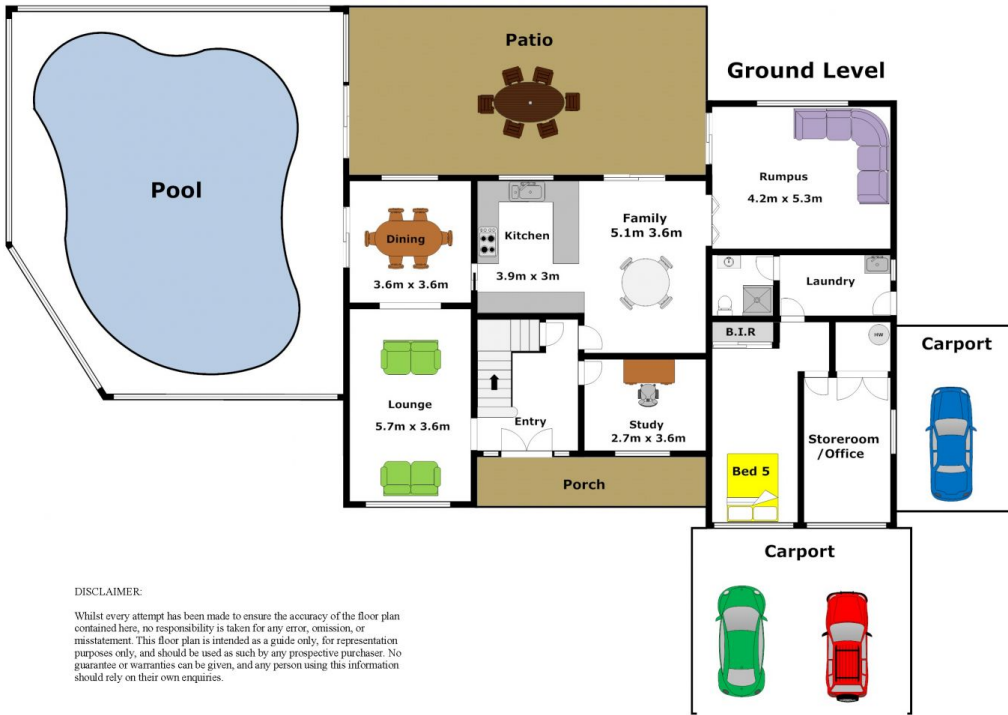 Patio
Ground Level
Pool
Rumpus
4.2m x 5.3m
Family
5.1m 3.6m
Dining
Kitchen
3.6m x 3.6m
3.9m x 3m
Laundry
B.I.R
HW
Carport
Lounge
5.7m x 3.6m
Entry
Study
2.7m x 3.6m
Storeroom
/Office
Bed 5
Porch
Carport
DISCLAIMER:
Whilst every attempt has been made to ensure the accuracy of the floor plan
contained here, no responsibility is taken for any error, omission, or
misstatement. This floor plan is intended as a guide only, for representation
purposes only, and should be used as such by any prospective purchaser. No
guarantee or warranties can be given, and any person using this information
should rely on their own enquiries.